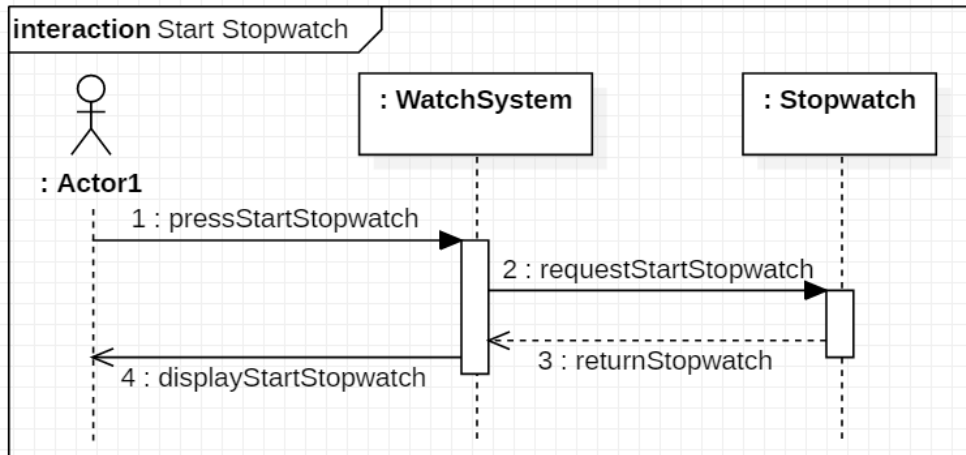 interaction Start Stopwatch
: WatchSystem
: Stopwatch
: Actor1
1 : pressStartStopwatch
2 : requestStartStopwatch
3 : returnStopwatch
4 : displayStartStopwatch